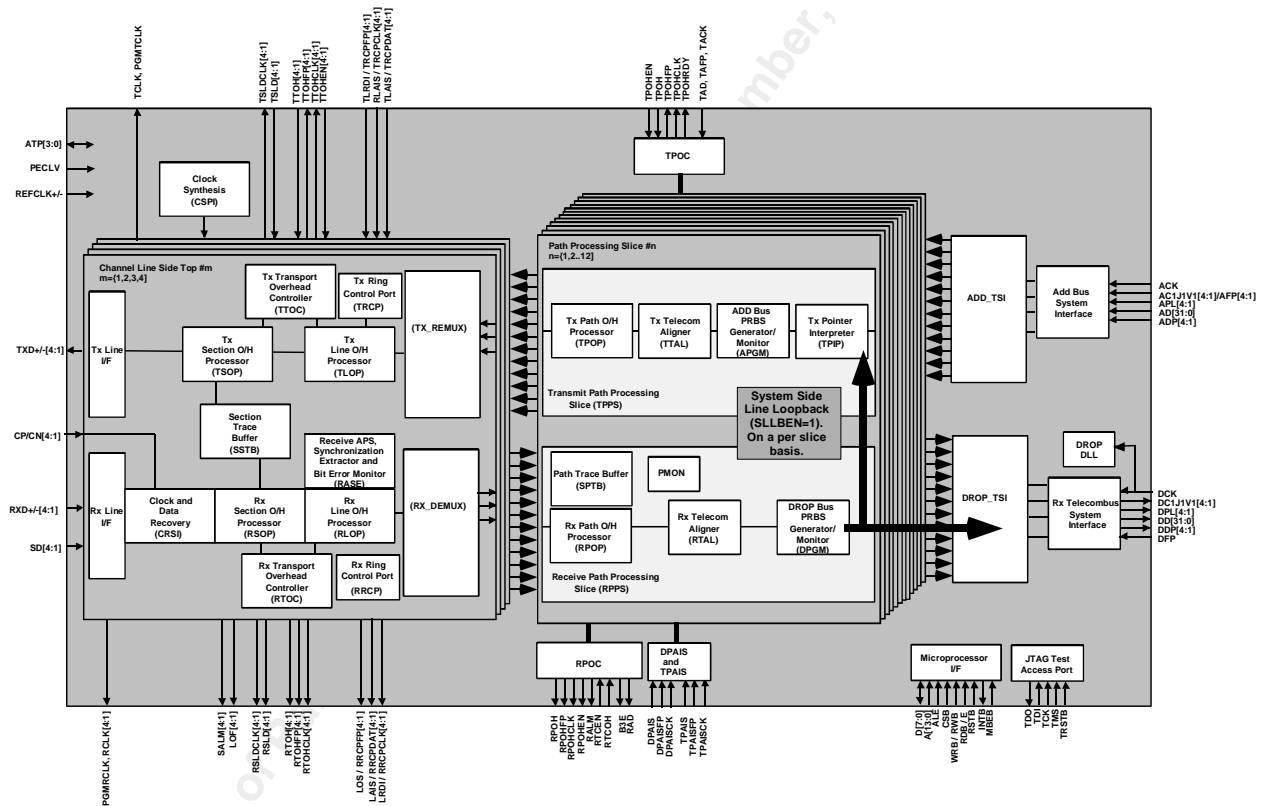 TCLK, PGMTCLK
TSLDCLK[4:1]
TSLD[4:1]
TTOH[4:1]
TTOHFP[4:1]
TTOHCLK[4:1]
TTOHEN[4:1]
TLRDI / TRCPFP[4:1]
RLAIS / TRCPCLK[4:1]
TLAIS / TRCPDAT[4:1]
TPOHEN
TPOH
TPOHFP
TPOHCLK
TPOHRDY
TAD, TAFP, TACK
mber,
ATP[3:0]
PECLV
REFCLK+/-
Clock
Synthesis
(CSPI)
TPOC
Channel Line Side Top #m
m={1,2,3,4]
Tx Transport
Overhead
Controller
(TTOC)
Tx Ring
Control Port
(TRCP)
Tx Line
I/F
Tx
Section O/H
Processor
(TSOP)
Tx
Line O/H
Processor
(TLOP)
(TX_REMUX)
TXD+/-[4:1]
Section
Trace
Buffer
(SSTB)
CP/CN[4:1]
Receive APS,
Synchronization
Extractor and
Bit Error Monitor
(RASE)
Rx Line
I/F
Clock and
Data
Recovery
(CRSI)
Rx
Section O/H
Processor
(RSOP)
Rx
Line O/H
Processor
(RLOP)
(RX_DEMUX)
RXD+/-[4:1]
SD[4:1]
Rx Transport
Overhead
Controller
(RTOC)
Rx Ring
Control Port
(RRCP)
Path Processing Slice #n
n={1,2..12]
Tx Path O/H
Processor
(TPOP)
Tx Telecom
Aligner
(TTAL)
ADD Bus
PRBS
Generator/
Monitor
(APGM)
Tx Pointer
Interpreter
(TPIP)
Transmit Path Processing
Slice (TPPS)
System Side
Line Loopback
(SLLBEN=1).
On a per slice
basis.
Path Trace Buffer
(SPTB)
PMON
Rx Path O/H
Processor
(RPOP)
Rx Telecom
Aligner
(RTAL)
DROP Bus
PRBS
Generator/
Monitor
(DPGM)
Receive Path Processing
Slice (RPPS)
ADD_TSI
Add Bus
System
Interface
ACK
AC1J1V1[4:1]/AFP[4:1]
APL[4:1]
AD[31:0]
ADP[4:1]
DROP_TSI
DROP
DLL
Rx Telecombus
System
Interface
DCK
DC1J1V1[4:1]
DPL[4:1]
DD[31:0]
DDP[4:1]
DFP
RPOC
DPAIS
and
TPAIS
Microprocessor
I/F
JTAG Test
Access Port
PGMRCLK, RCLK[4:1]
SALM[4:1]
LOF[4:1]
RSLDCLK[4:1]
RSLD[4:1]
RTOH[4:1]
RTOHFP[4:1]
RTOHCLK[4:1]
LOS / RRCPFP[4:1]
LAIS / RRCPDAT[4:1]
LRDI / RRCPCLK[4:1]
RPOH
RPOHFP
RPOHCLK
RPOHEN
RALM
RTCEN
RTCOH
B3E
RAD
DPAIS
DPAISFP
DPAISCK
TPAIS
TPAISFP
TPAISCK
D[7:0]
A[13:0]
ALE
CSB
WRB / RWB
RDB / E
RSTB
INTB
MBEB
TDO
TDI
TCK
TMS
TRSTB